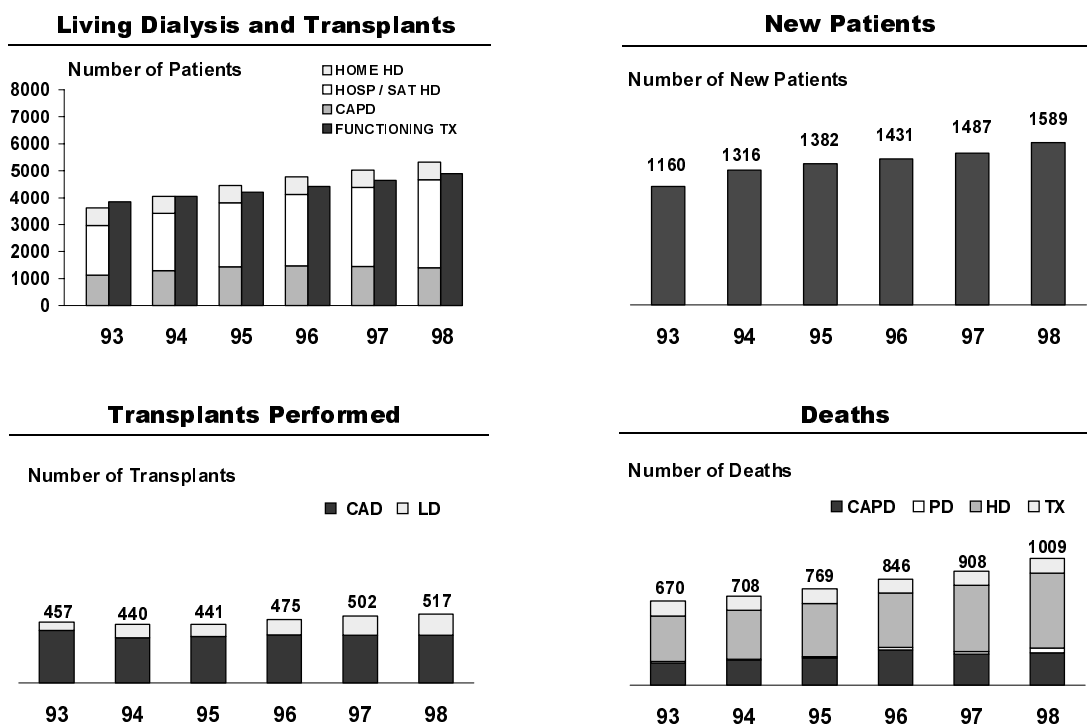 Living Dialysis and Transplants
Number of Patients
HOME HD
HOSP / SAT HD
CAPD
FUNCTIONING TX
8000
7000
6000
5000
4000
3000
2000
1000
0
93 94 95 96 97 98
New Patients
Number of New Patients
1160 1316 1382 1431 1487 1589
93 94 95 96 97 98
Transplants Performed
Number of Transplants
CAD LD
457 440 441 475 502 517
93 94 95 96 97 98
Deaths
Number of Deaths
CAPD PD HD TX
670 708 769 846 908 1009
93 94 95 96 97 98